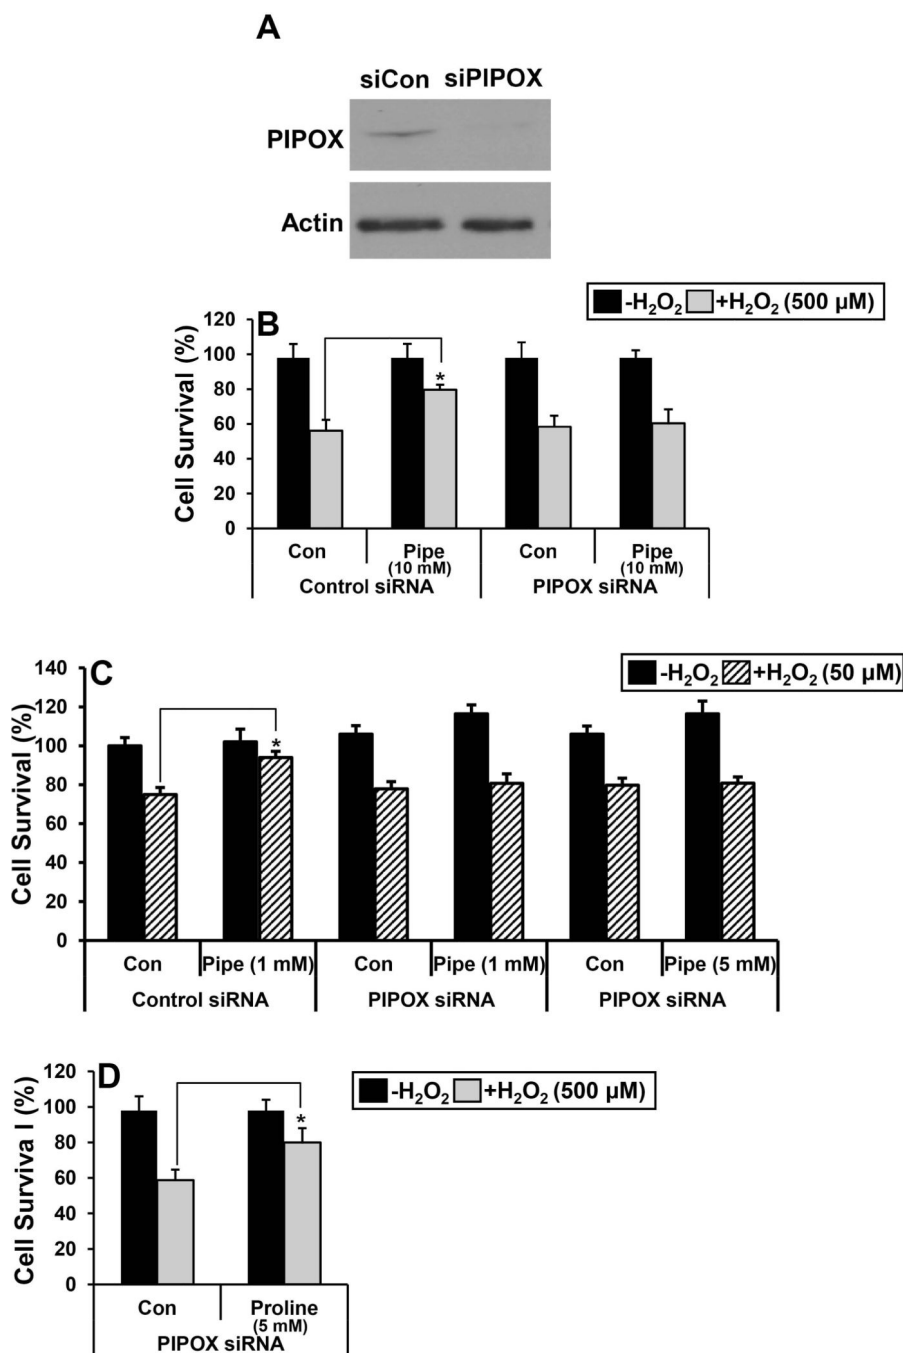 A
siCon siPIPOX
PIPOX
Actin
-H₂O₂ +H₂O₂ (500 µM)
B
Cell Survival (%)
120
100
80
60
40
20
0
*
Con Pipe Con Pipe
(10 mM) (10 mM)
Control siRNA PIPOX siRNA
-H₂O₂ +H₂O₂ (50 µM)
C
Cell Survival (%)
140
120
100
80
60
40
20
0
*
Con Pipe (1 mM) Con Pipe (1 mM) Con Pipe (5 mM)
Control siRNA PIPOX siRNA PIPOX siRNA
-H₂O₂ +H₂O₂ (500 µM)
D
Cell Surviva l (%)
120
100
80
60
40
20
0
*
Con Proline
(5 mM)
PIPOX siRNA